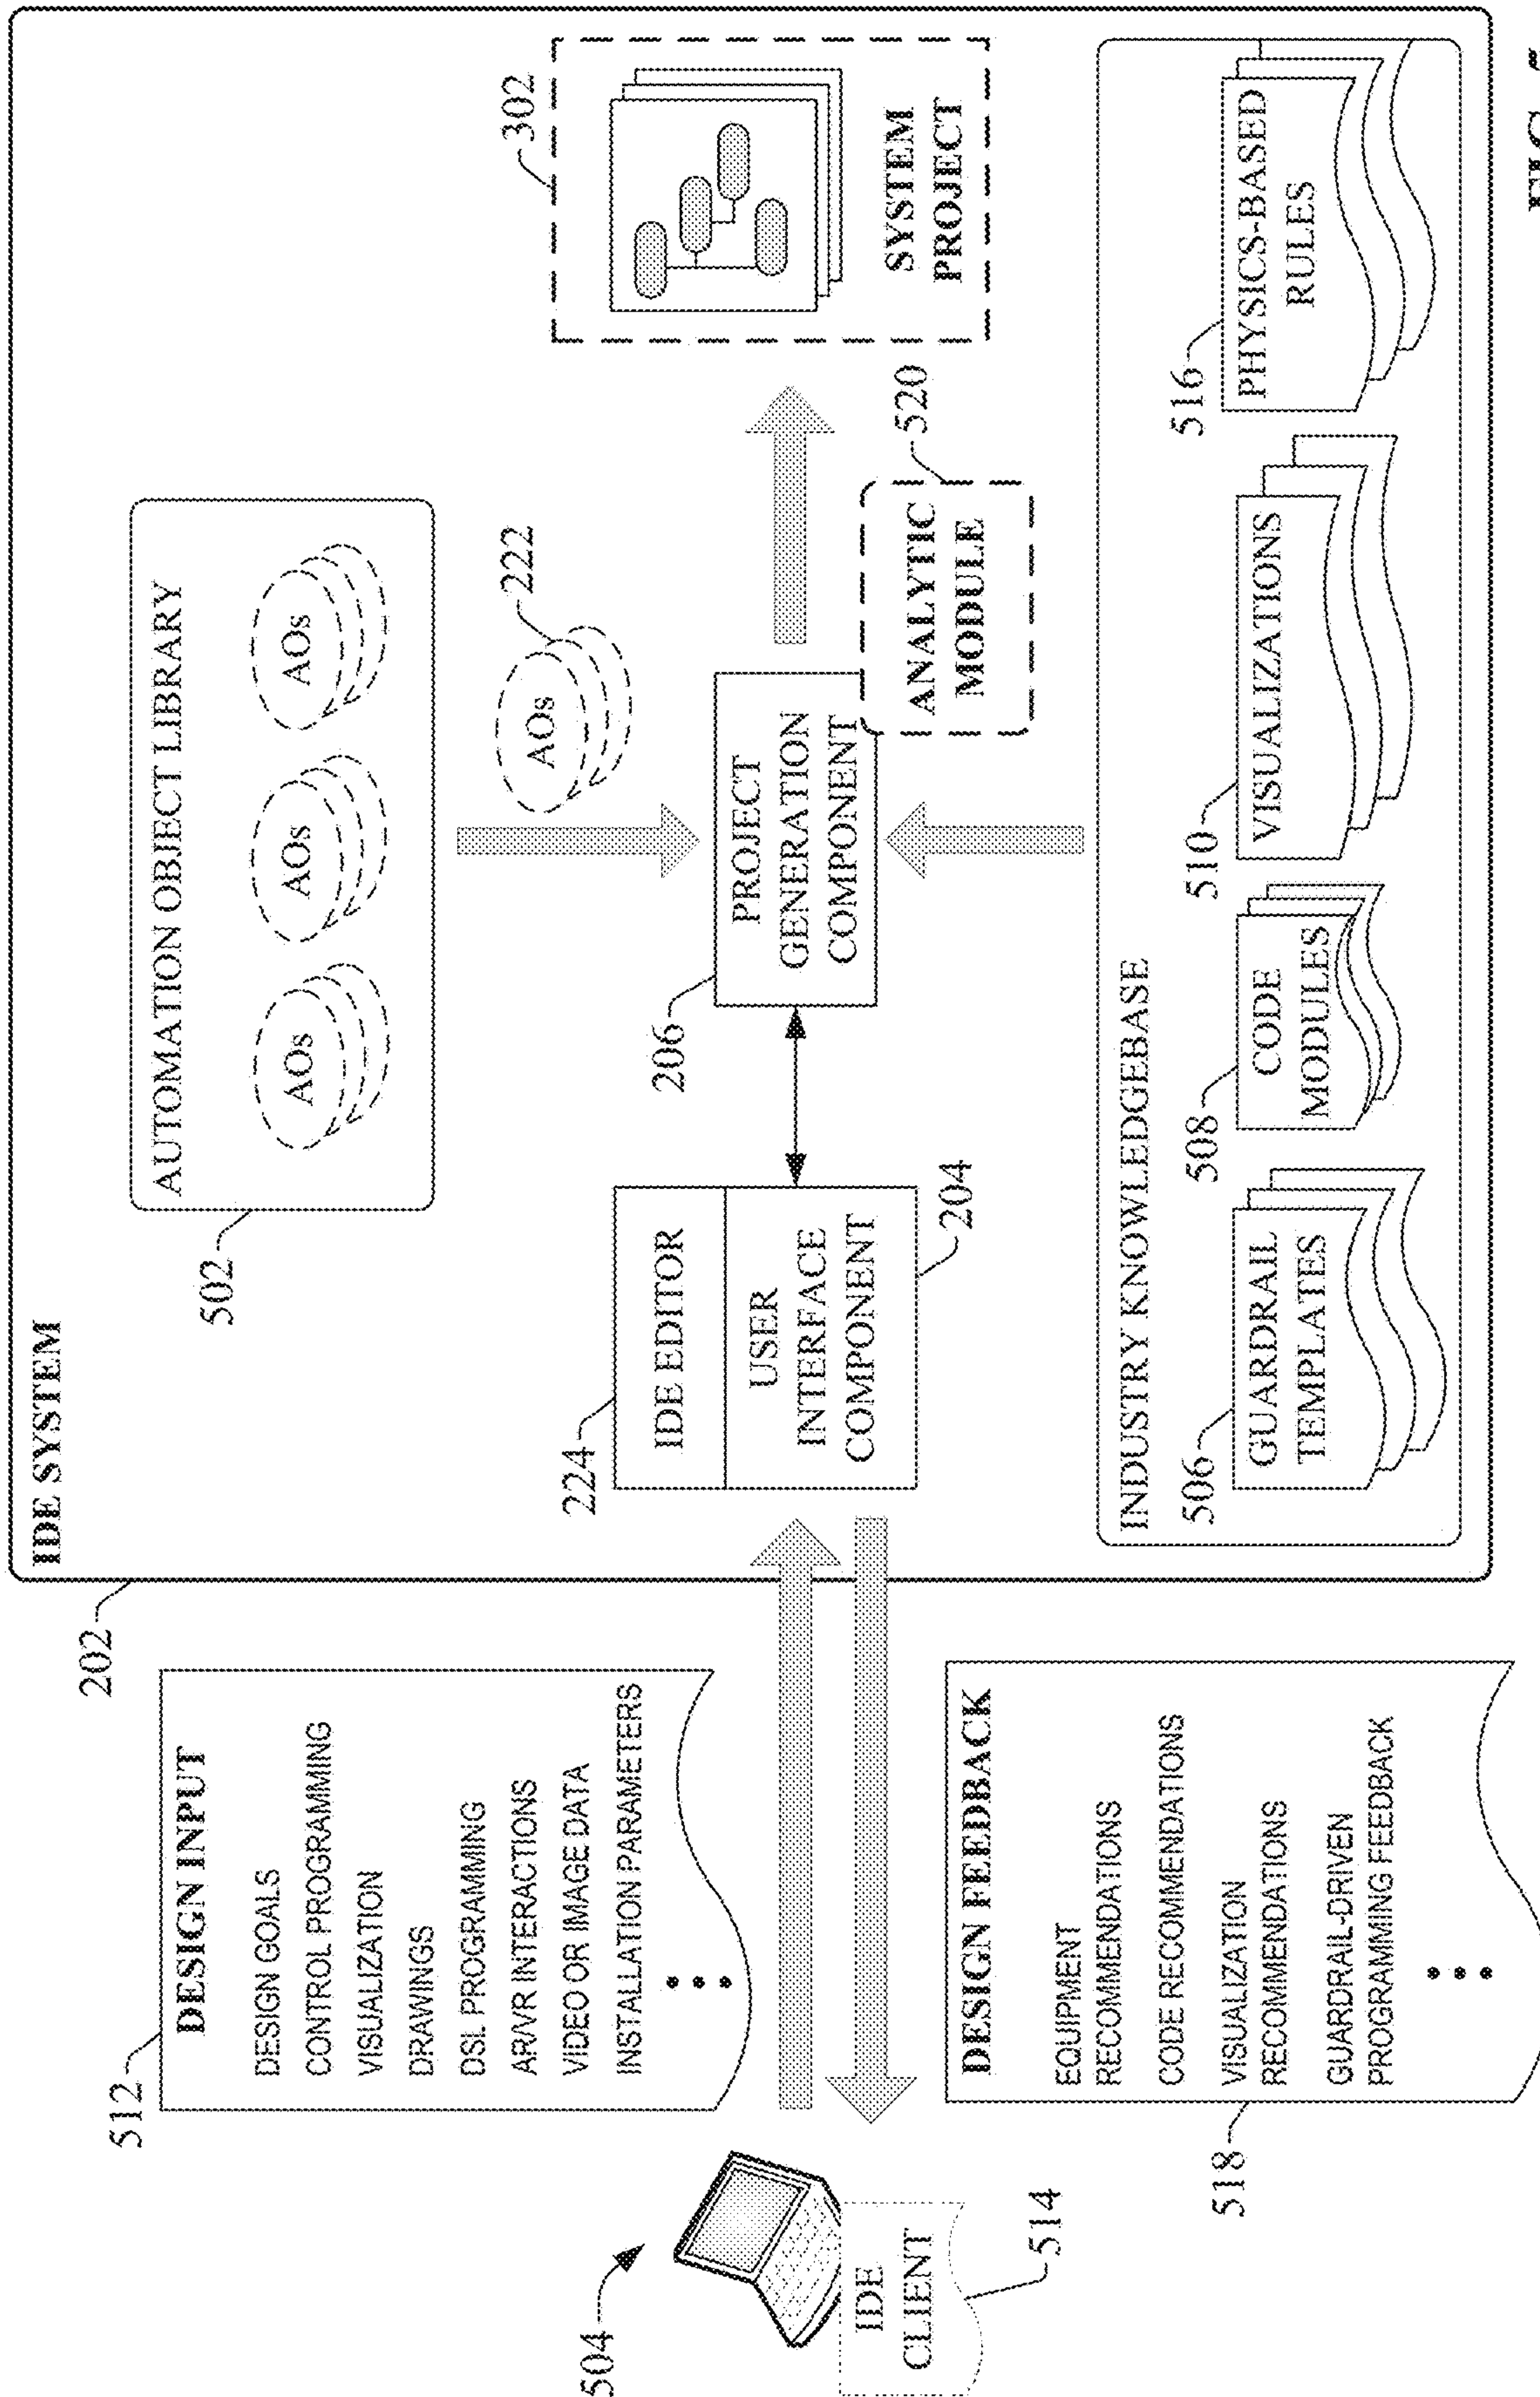 IDE SYSTEM
202
AUTOMATION OBJECT LIBRARY
AOs
AOs
AOs
502
AOs
222
302
SYSTEM
PROJECT
DESIGN INPUT
DESIGN GOALS
CONTROL PROGRAMMING
VISUALIZATION
DRAWINGS
DSL PROGRAMMING
AR/VR INTERACTIONS
VIDEO OR IMAGE DATA
INSTALLATION PARAMETERS
512
224
IDE EDITOR
USER
INTERFACE
COMPONENT
204
206
PROJECT
GENERATION
COMPONENT
ANALYTIC
MODULE
520
504
IDE
CLIENT
514
DESIGN FEEDBACK
EQUIPMENT
RECOMMENDATIONS
CODE RECOMMENDATIONS
VISUALIZATION
RECOMMENDATIONS
GUARDRAIL-DRIVEN
PROGRAMMING FEEDBACK
518
INDUSTRY KNOWLEDGEBASE
506
GUARDRAIL
TEMPLATES
508
CODE
MODULES
510
VISUALIZATIONS
516
PHYSICS-BASED
RULES